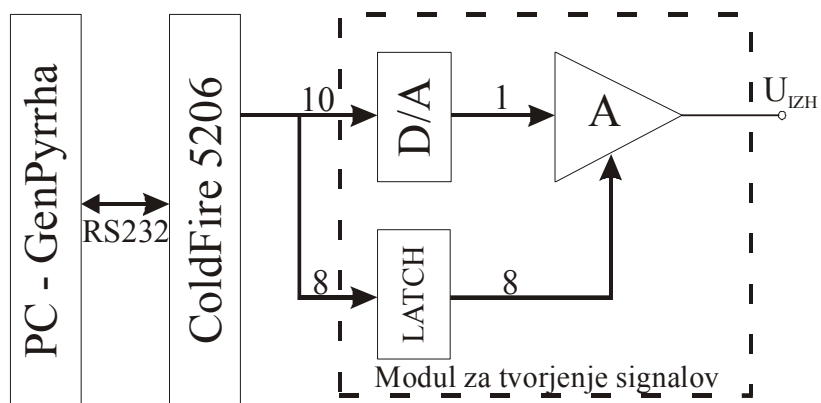 PC - GenPyrrha
RS232
ColdFire 5206
10
D/A
1
A
U_IZH
8
LATCH
8
Modul za tvorjenje signalov